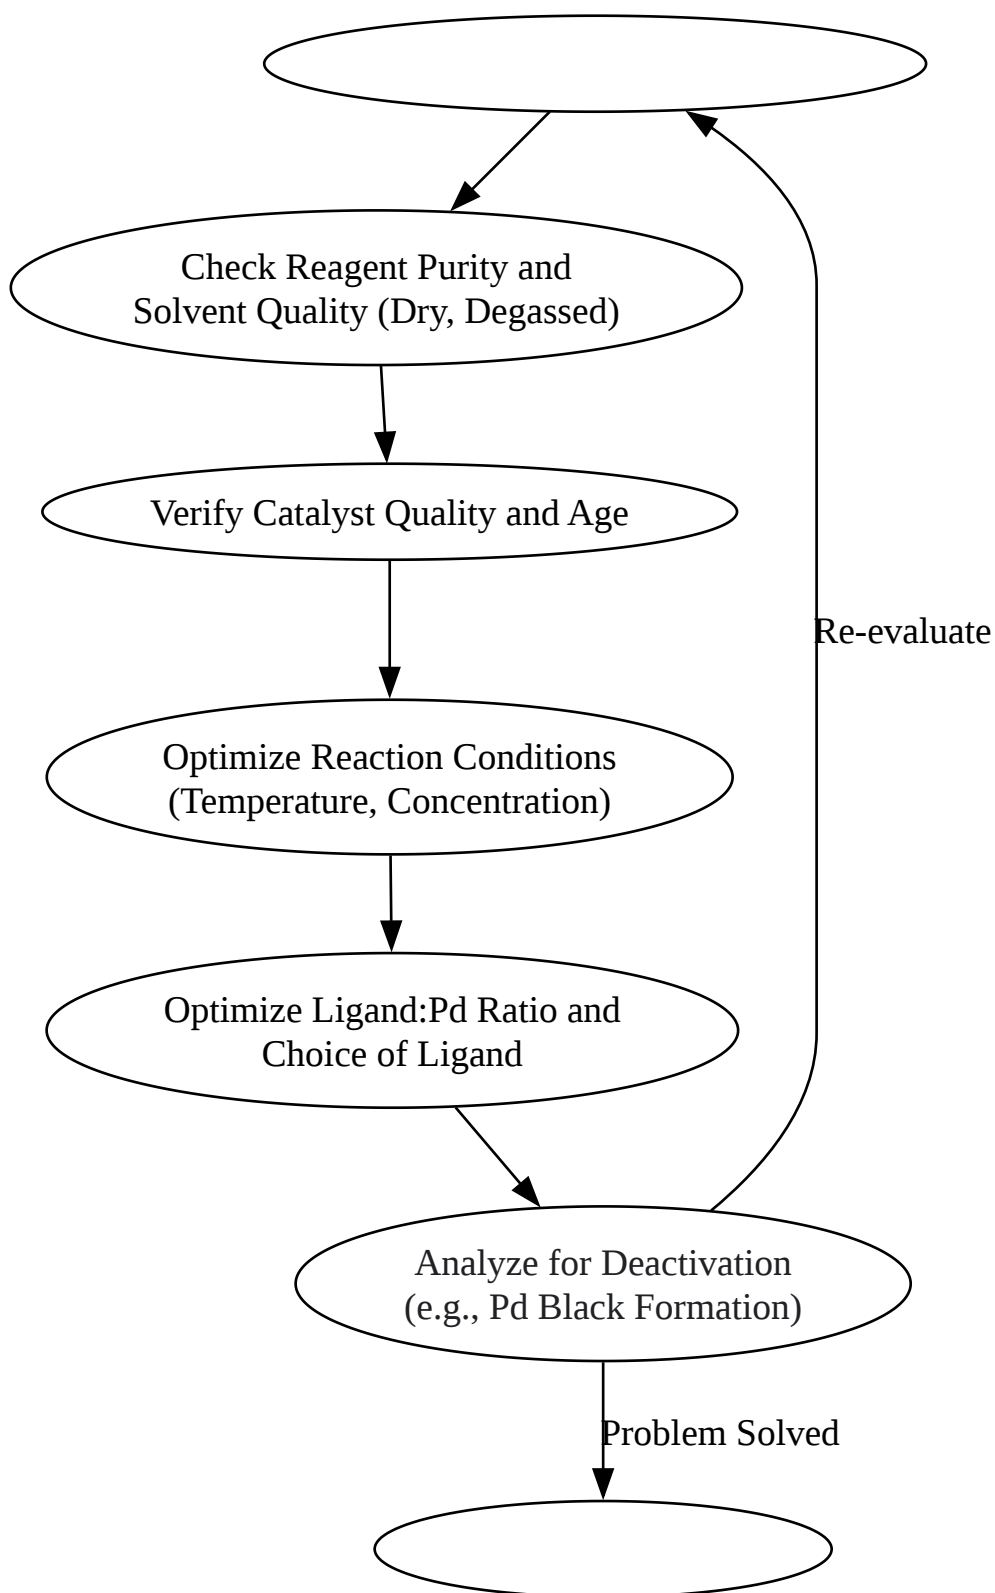 Check Reagent Purity and
Solvent Quality (Dry, Degassed)
Verify Catalyst Quality and Age
Re-evaluate
Optimize Reaction Conditions
(Temperature, Concentration)
Optimize Ligand:Pd Ratio and
Choice of Ligand
Analyze for Deactivation
(e.g., Pd Black Formation)
Problem Solved